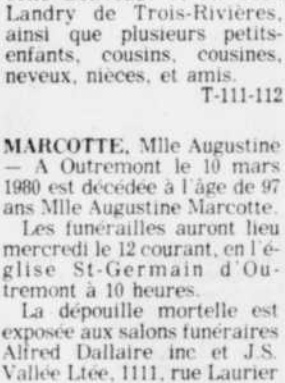 Landry de Trois-Rivières,
ainsi que plusieurs petits-
enfants, cousins, cousines,
neveux, nièces, et amis.
T-111-112
MARCOTTE, Mlle Augustine
— A Outremont le 10 mars
1980 est décédée à l'âge de 97
ans Mlle Augustine Marcotte.
Les funérailles auront lieu
mercredi le 12 courant, en l'é-
glise St-Germain d'Ou-
tremont à 10 heures.
La dépouille mortelle est
exposée aux salons funéraires
Alfred Dallaire inc et J.S.
Vallée Ltée, 1111, rue Laurier